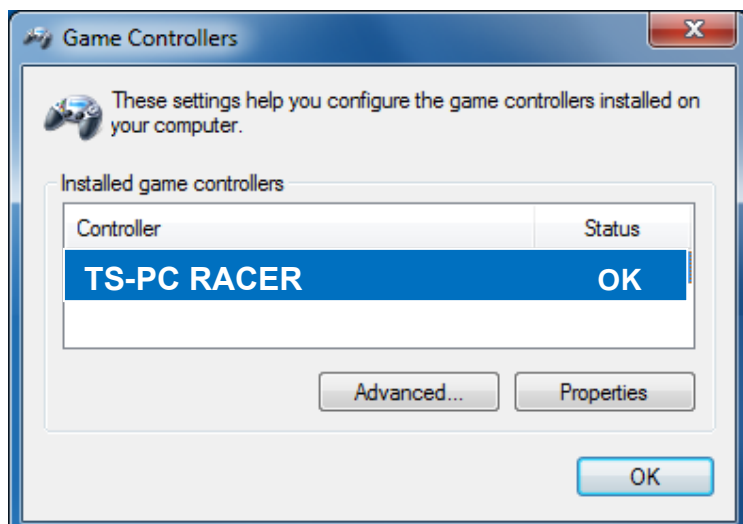 Game Controllers
These settings help you configure the game controllers installed on
your computer.
Installed game controllers
Controller Status
TS-PC RACER OK
Advanced... Properties
OK